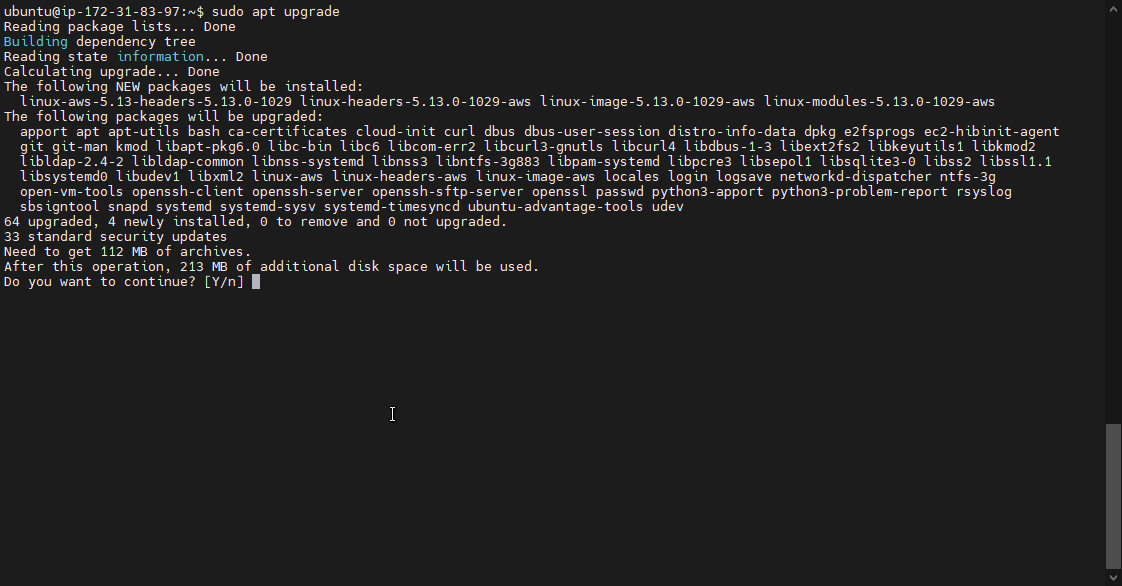 ubuntu@ip-172-31-83-97:~$ sudo apt upgrade
Reading package lists... Done
Building dependency tree
Reading state information... Done
Calculating upgrade... Done
The following NEW packages will be installed:
  linux-aws-5.13-headers-5.13.0-1029 linux-headers-5.13.0-1029-aws linux-image-5.13.0-1029-aws linux-modules-5.13.0-1029-aws
The following packages will be upgraded:
  apport apt apt-utils bash ca-certificates cloud-init curl dbus dbus-user-session distro-info-data dpkg e2fsprogs ec2-hibinit-agent
  git git-man kmod libapt-pkg6.0 libc-bin libc6 libcom-err2 libcurl3-gnutls libcurl4 libdbus-1-3 libext2fs2 libkeyutils1 libkmod2
  libldap-2.4-2 libldap-common libnss-systemd libnss3 libntfs-3g883 libpam-systemd libpcre3 libsepol1 libsqlite3-0 libss2 libssl1.1
  libsystemd0 libudev1 libxml2 linux-aws linux-headers-aws linux-image-aws locales login logsave networkd-dispatcher ntfs-3g
  open-vm-tools openssh-client openssh-server openssh-sftp-server openssl passwd python3-apport python3-problem-report rsyslog
  sbsigntool snapd systemd systemd-sysv systemd-timesyncd ubuntu-advantage-tools udev
64 upgraded, 4 newly installed, 0 to remove and 0 not upgraded.
33 standard security updates
Need to get 112 MB of archives.
After this operation, 213 MB of additional disk space will be used.
Do you want to continue? [Y/n]